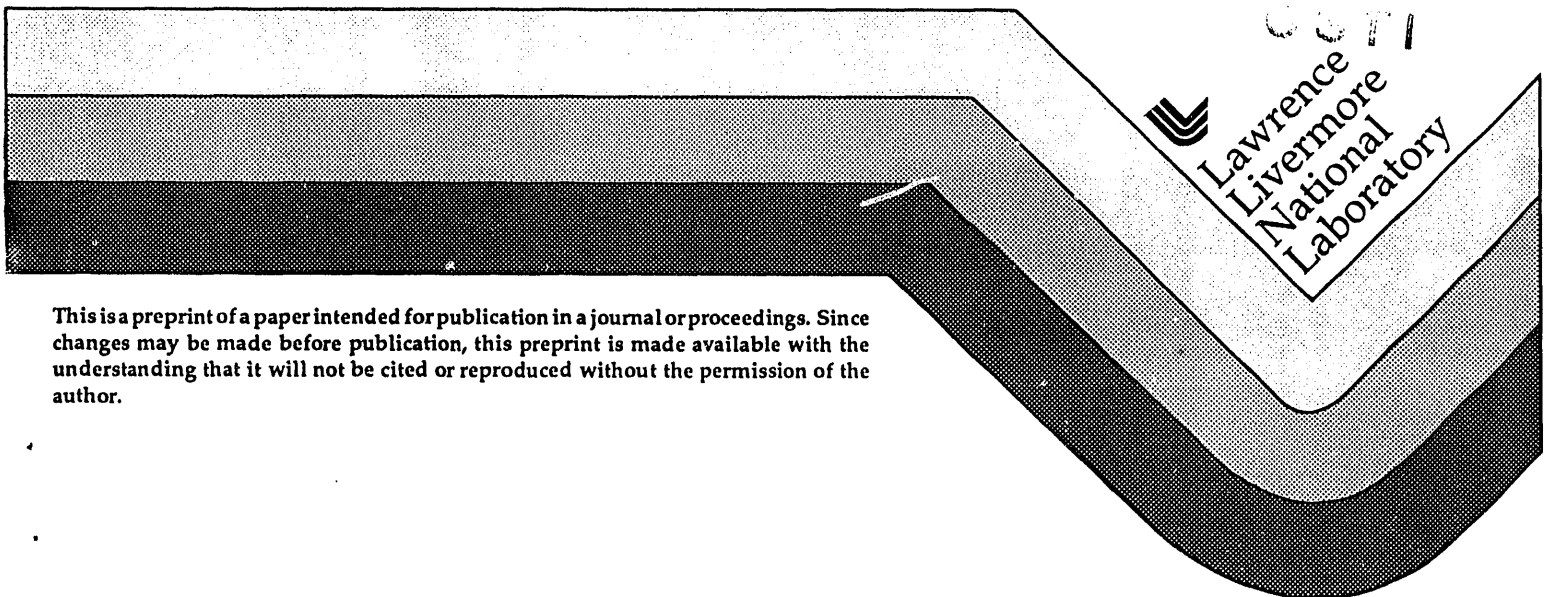 Lawrence
Livermore
National
Laboratory
This is a preprint of a paper intended for publication in a journal or proceedings. Since
changes may be made before publication, this preprint is made available with the
understanding that it will not be cited or reproduced without the permission of the
author.